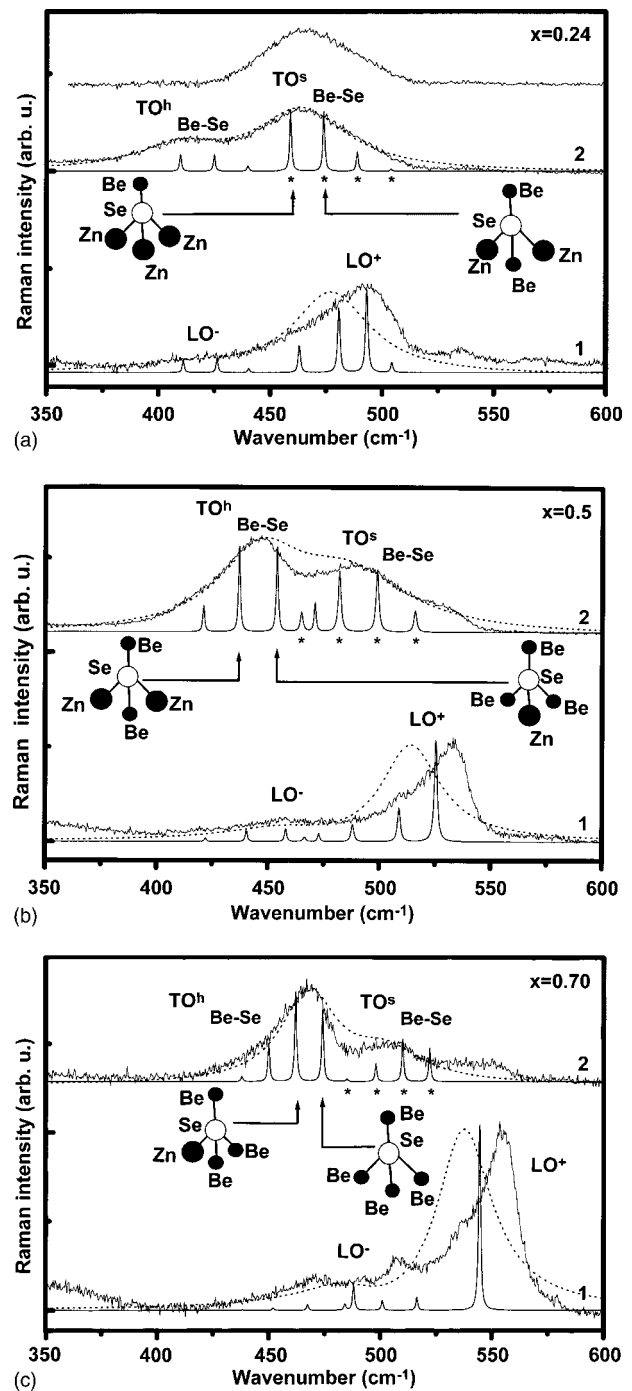 x=0.24
TOˢ
TOʰ
Be-Se
Be-Se
2
* * * *
Be
Se
Zn
Zn
Zn
Be
Se
Zn
Zn
Be
LO⁺
LO⁻
1
Raman intensity (arb. u.)
350 400 450 500 550 600
(a)
Wavenumber (cm⁻¹)
TOʰ
x=0.5
Be-Se
TOˢ
Be-Se
2
* * * *
Be
Se
Zn
Zn
Be
Be
Se
Be
Be
Zn
LO⁺
LO⁻
1
Raman intensity (arb. u.)
350 400 450 500 550 600
(b)
Wavenumber (cm⁻¹)
x=0.70
TOʰ
TOˢ
Be-Se
Be-Se
2
* * * *
Be
Se
Zn
Be
Be
Be
Se
Be
Be
Be
LO⁺
LO⁻
1
Raman intensity (arb. u.)
350 400 450 500 550 600
(c)
Wavenumber (cm⁻¹)